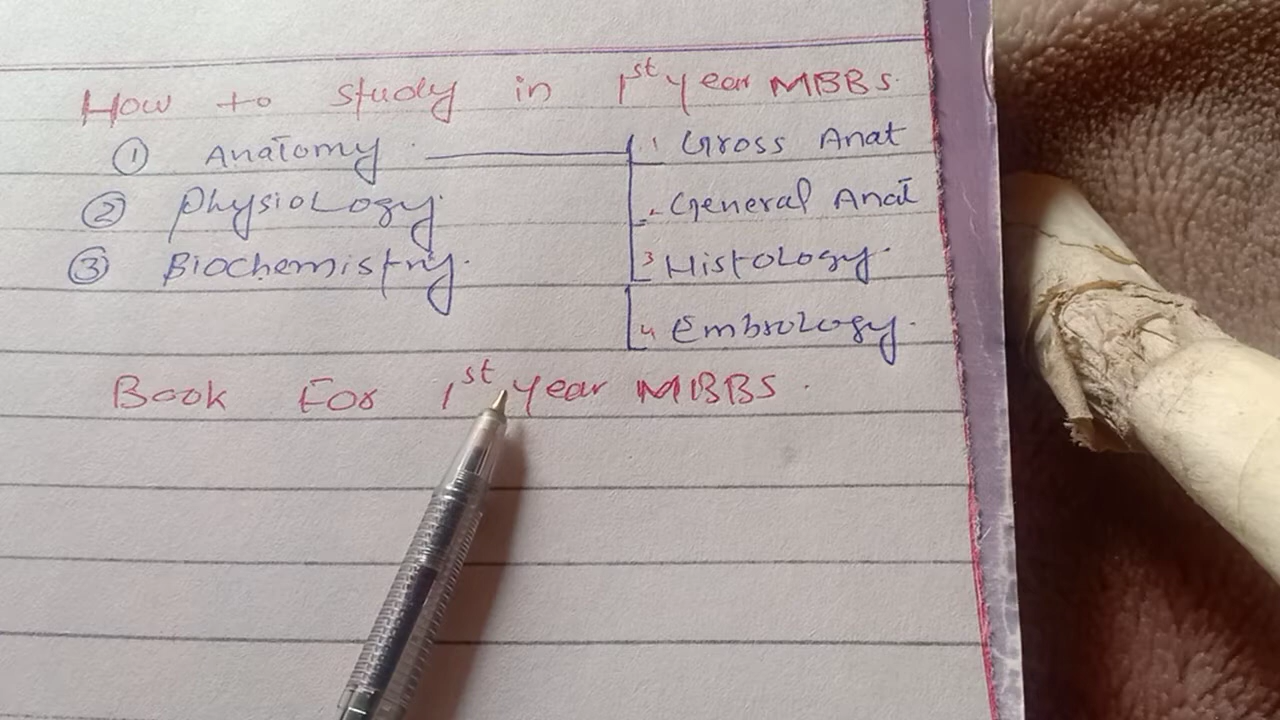 How to study in 1st year MBBS.
① Anatomy. 1 Gross Anat
② Physiology. 2. General Anat
③ Biochemistry. 3 Histology.
4 Embrology.
Book For 1st year MBBS.